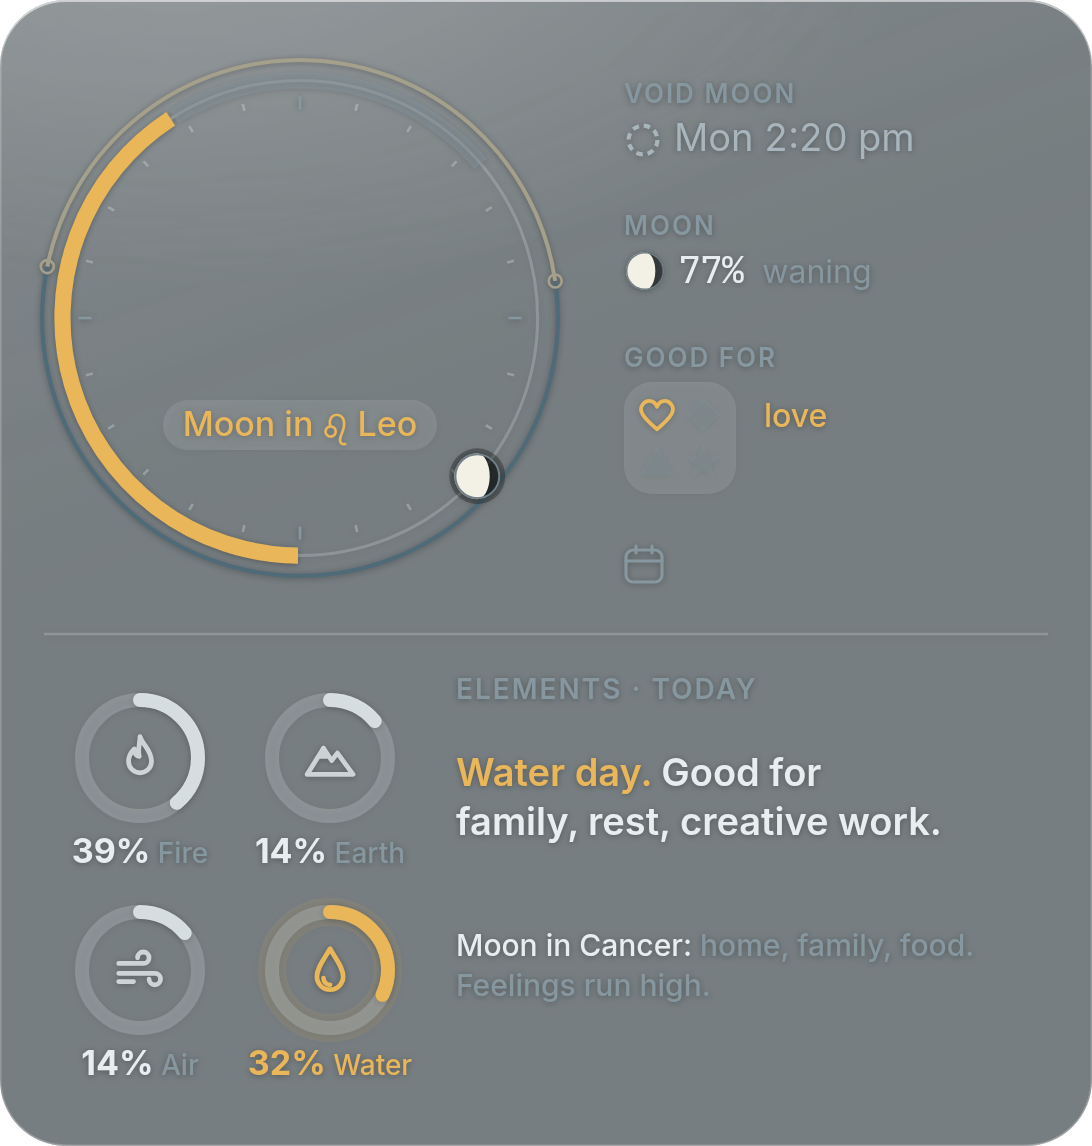 VOID MOON
Mon 2:20 pm
MOON
77% waning
GOOD FOR
love
Moon in ♌ Leo
ELEMENTS · TODAY
Water day. Good for
family, rest, creative work.
39% Fire
14% Earth
Moon in Cancer: home, family, food.
Feelings run high.
14% Air
32% Water